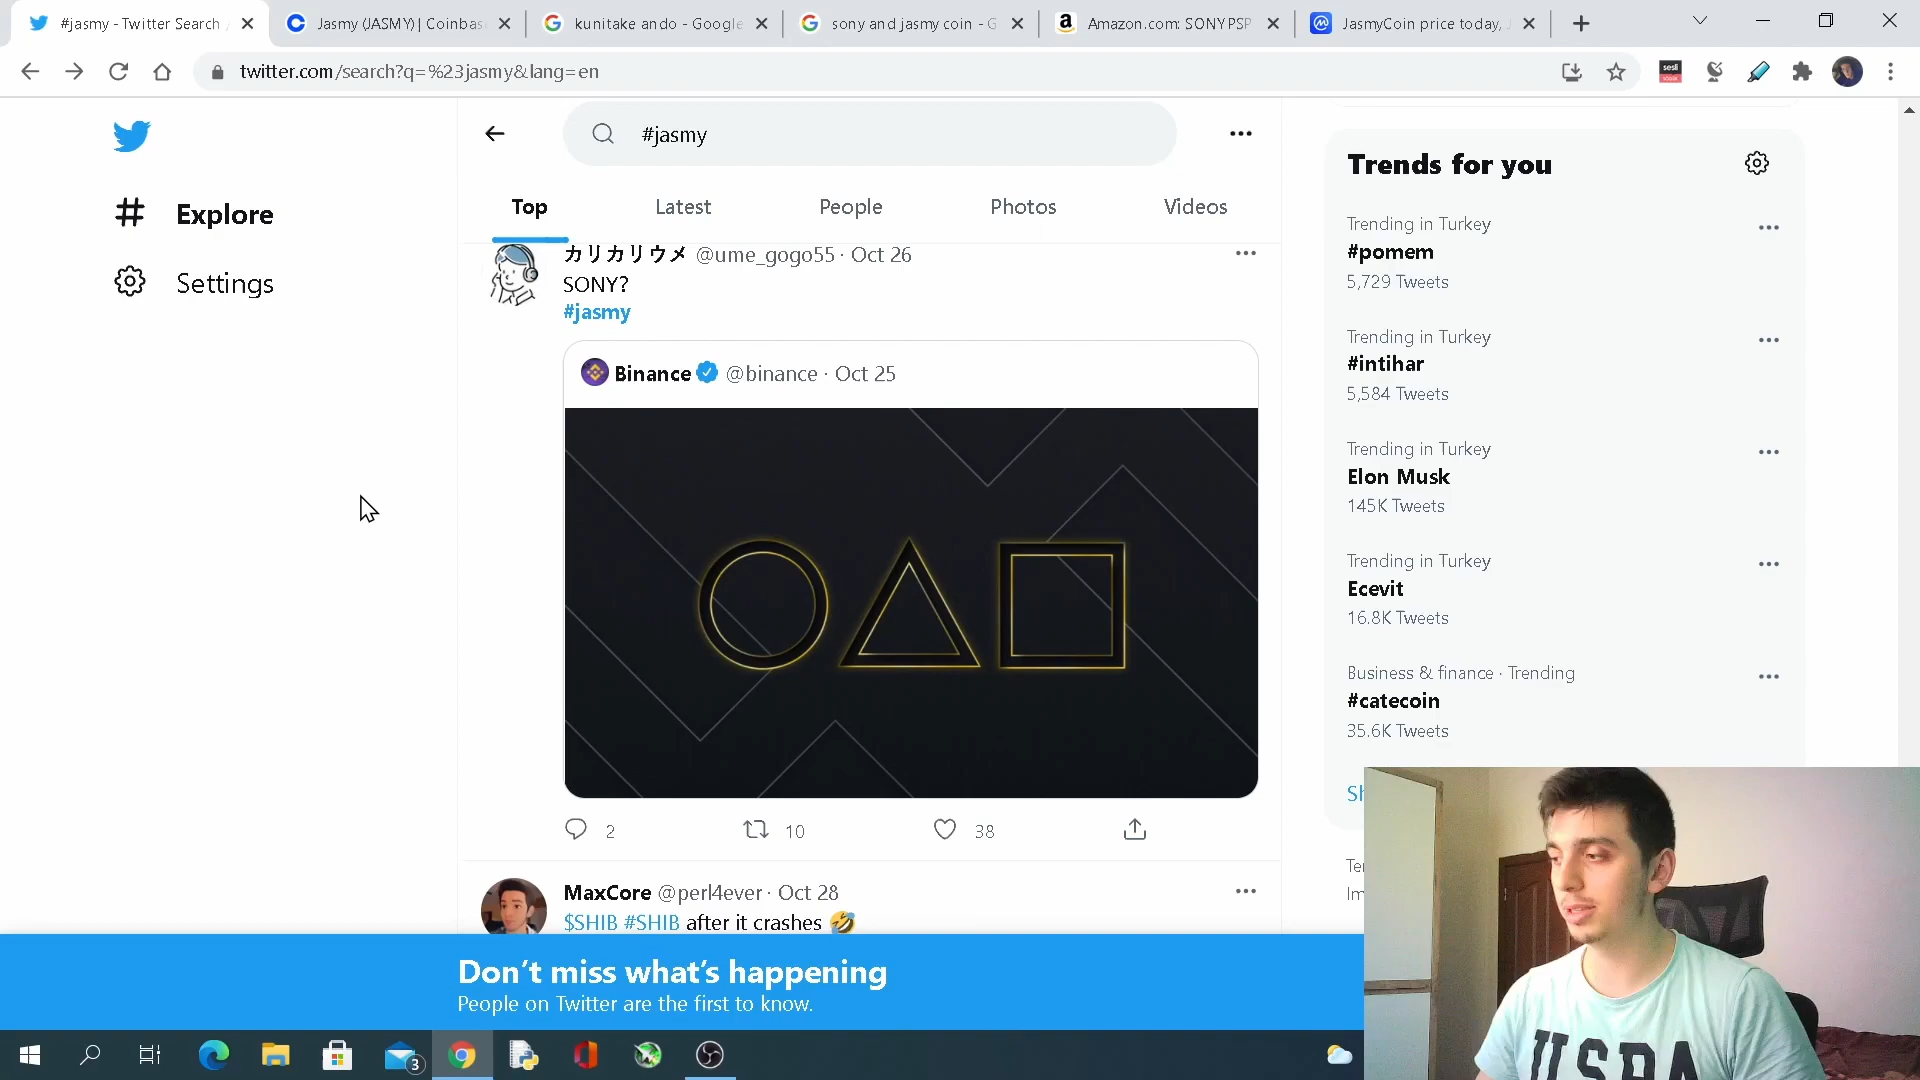 #jasmy - Twitter Search
Jasmy (JASMY) | Coinbas
kunitake ando - Google
sony and jasmy coin - G
Amazon.com: SONY PSP
JasmyCoin price today, J
twitter.com/search?q=%23jasmy&lang=en
sesli
#jasmy
Top
Latest
People
Photos
Videos
Explore
Settings
カリカリウメ @ume_gogo55 · Oct 26
SONY?
#jasmy
Binance @binance · Oct 25
2
10
38
MaxCore @perl4ever · Oct 28
$SHIB #SHIB after it crashes 🤣
Trends for you
Trending in Turkey
#pomem
5,729 Tweets
Trending in Turkey
#intihar
5,584 Tweets
Trending in Turkey
Elon Musk
145K Tweets
Trending in Turkey
Ecevit
16.8K Tweets
Business & finance · Trending
#catecoin
35.6K Tweets
Sh
Ter
Im
Don't miss what's happening
People on Twitter are the first to know.
3
USPA